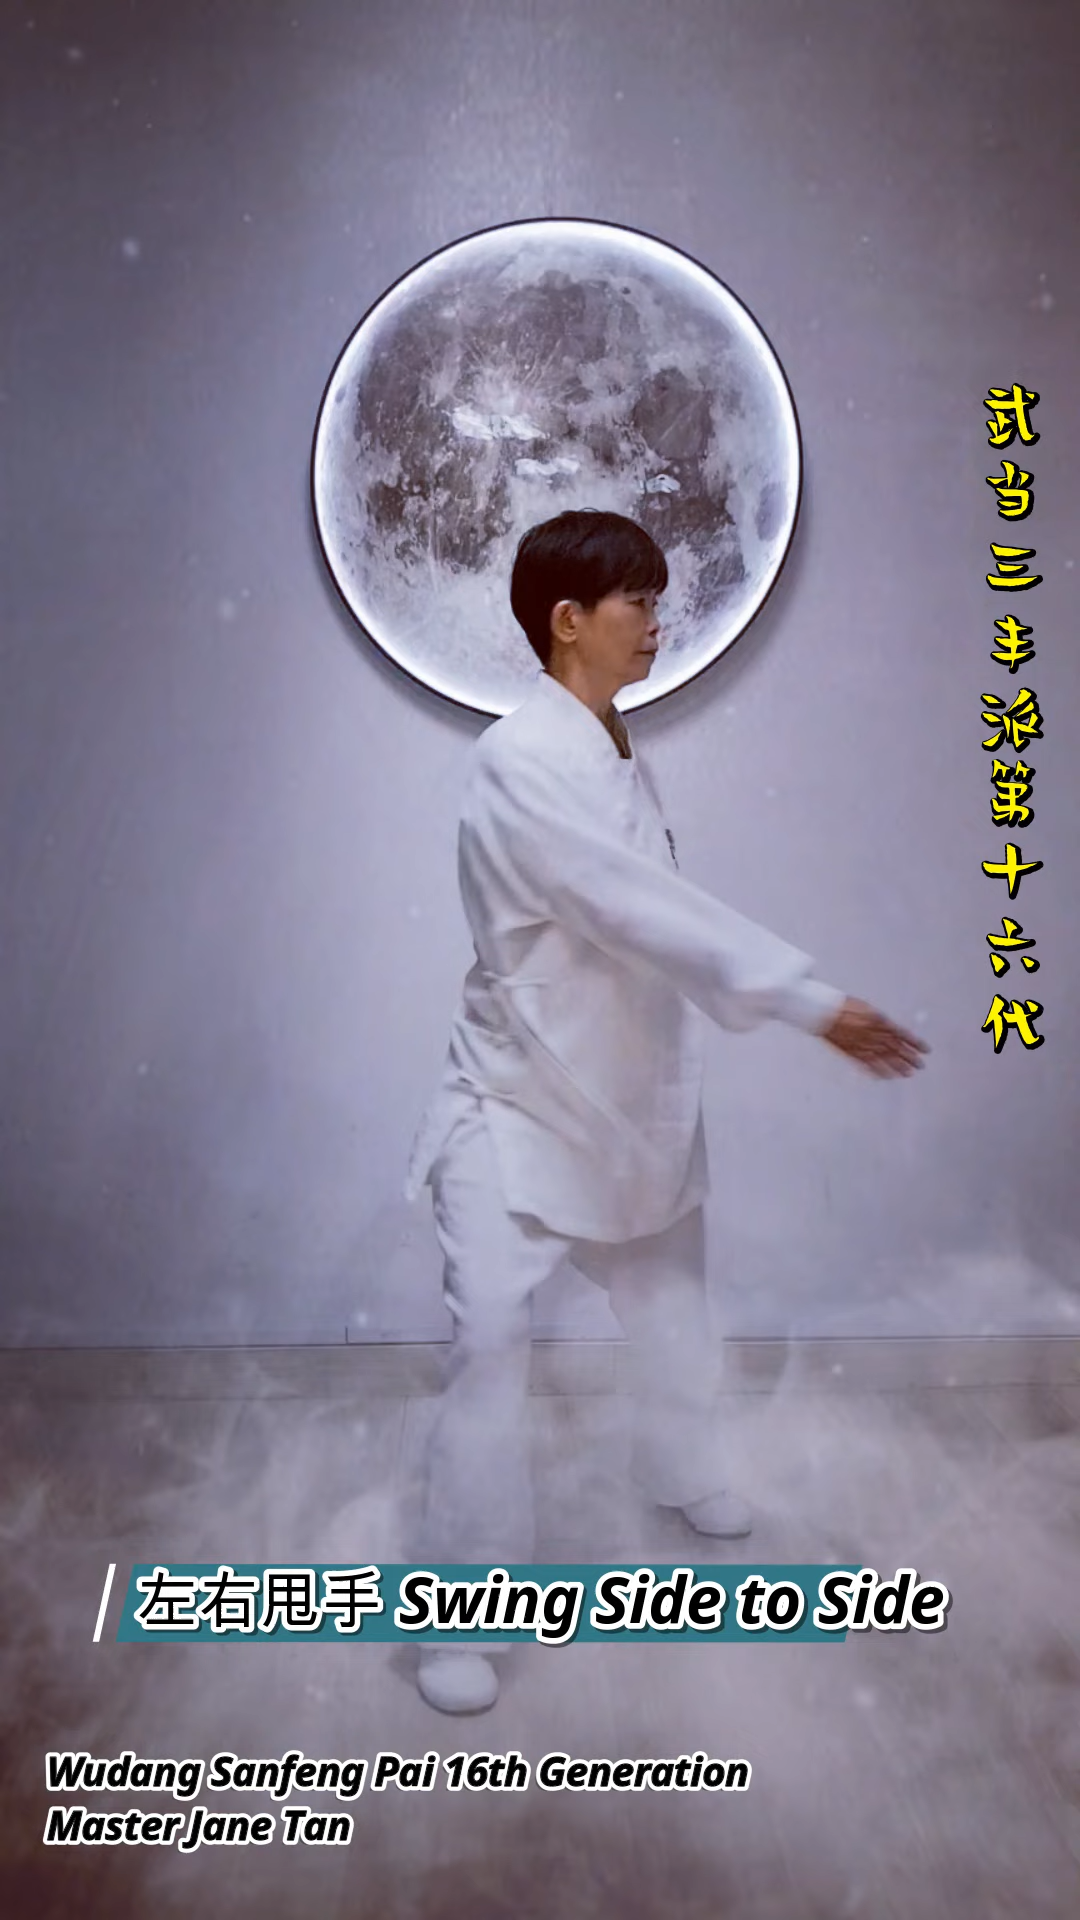 武当三丰派第十六代
左右甩手 Swing Side to Side
Wudang Sanfeng Pai 16th Generation
Master Jane Tan